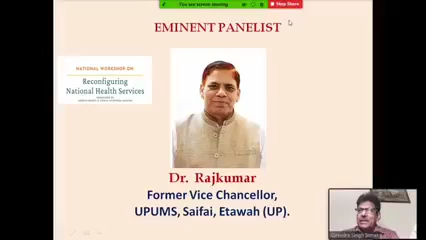 You are screen sharing
Stop Share
EMINENT PANELIST
NATIONAL WORKSHOP ON:
Reconfiguring
National Health Services
Dr. Rajkumar
Former Vice Chancellor,
UPUMS, Saifai, Etawah (UP).